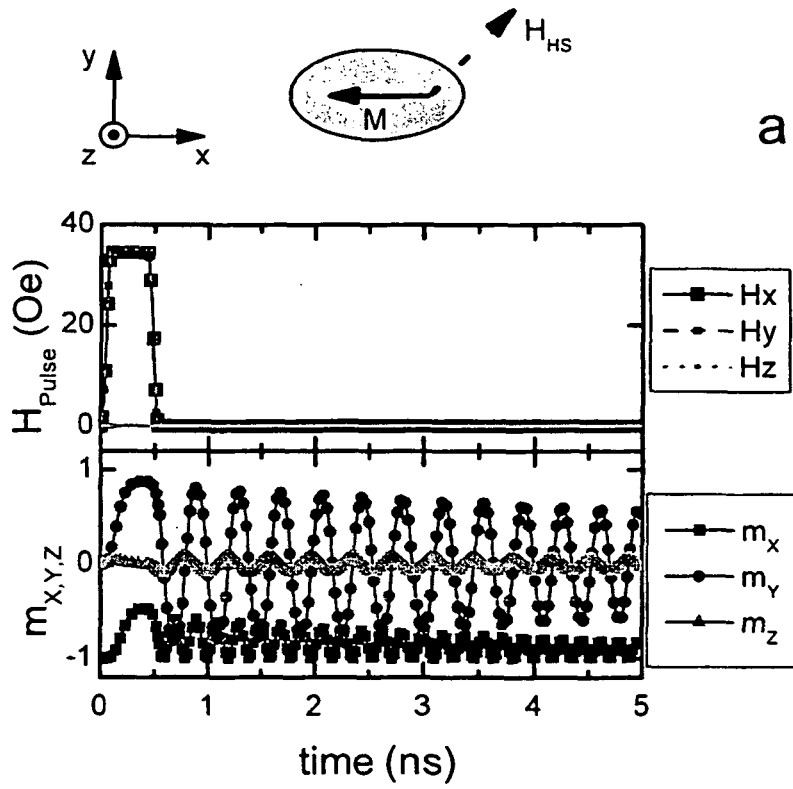 y
z
x
M
H_HS
a
H_Pulse (Oe)
40
20
0
Hx
Hy
Hz
m_X,Y,Z
1
0
-1
m_X
m_Y
m_Z
0 1 2 3 4 5
time (ns)